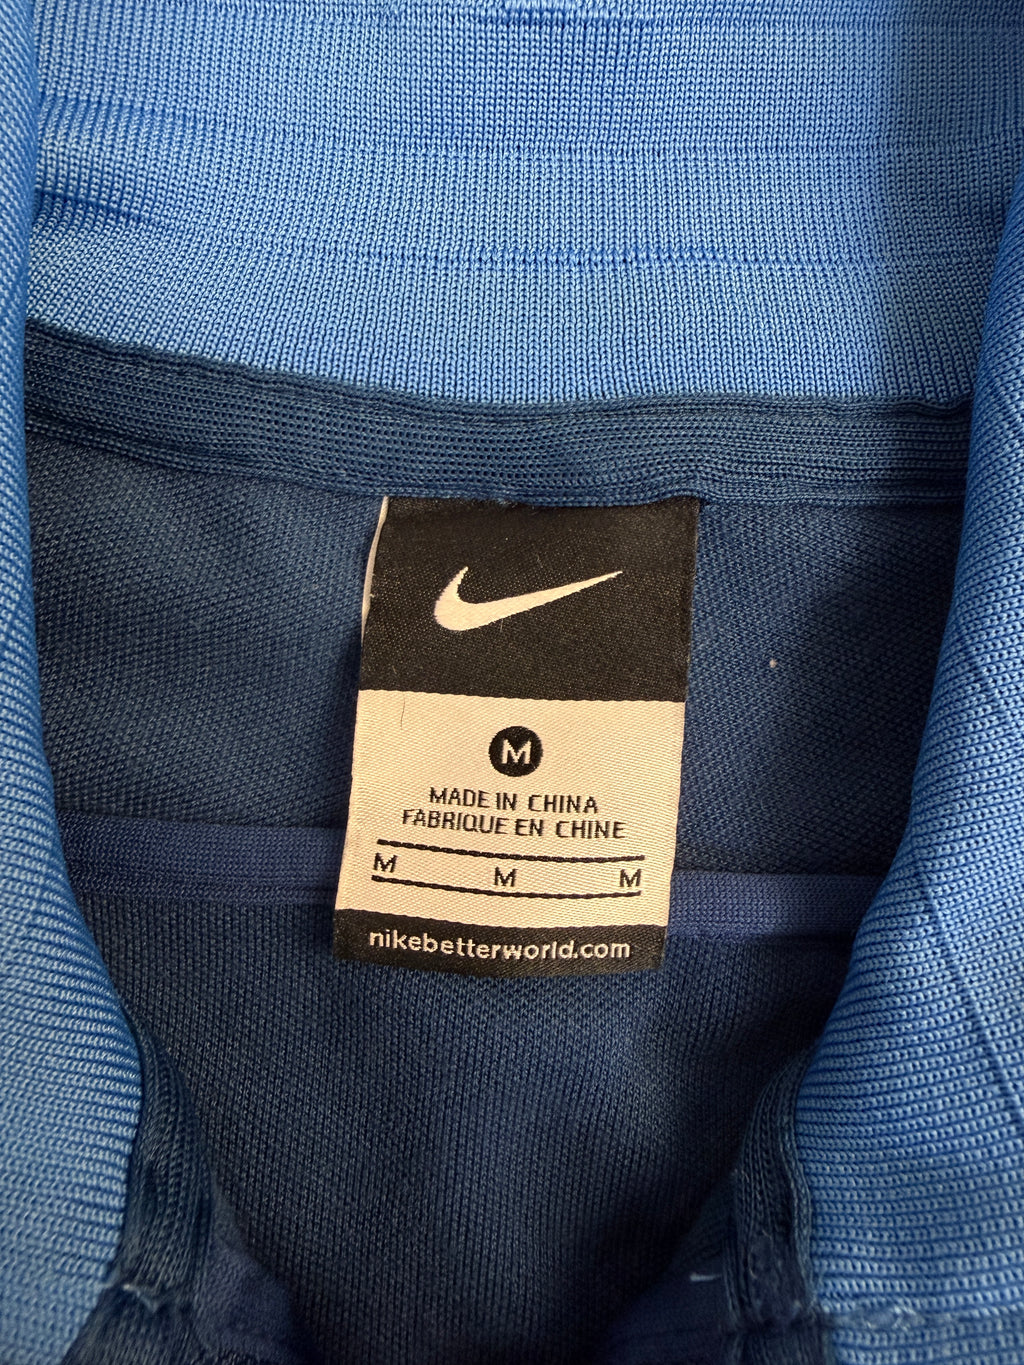 M
MADE IN CHINA
FABRIQUE EN CHINE
M M M
nikebetterworld.com